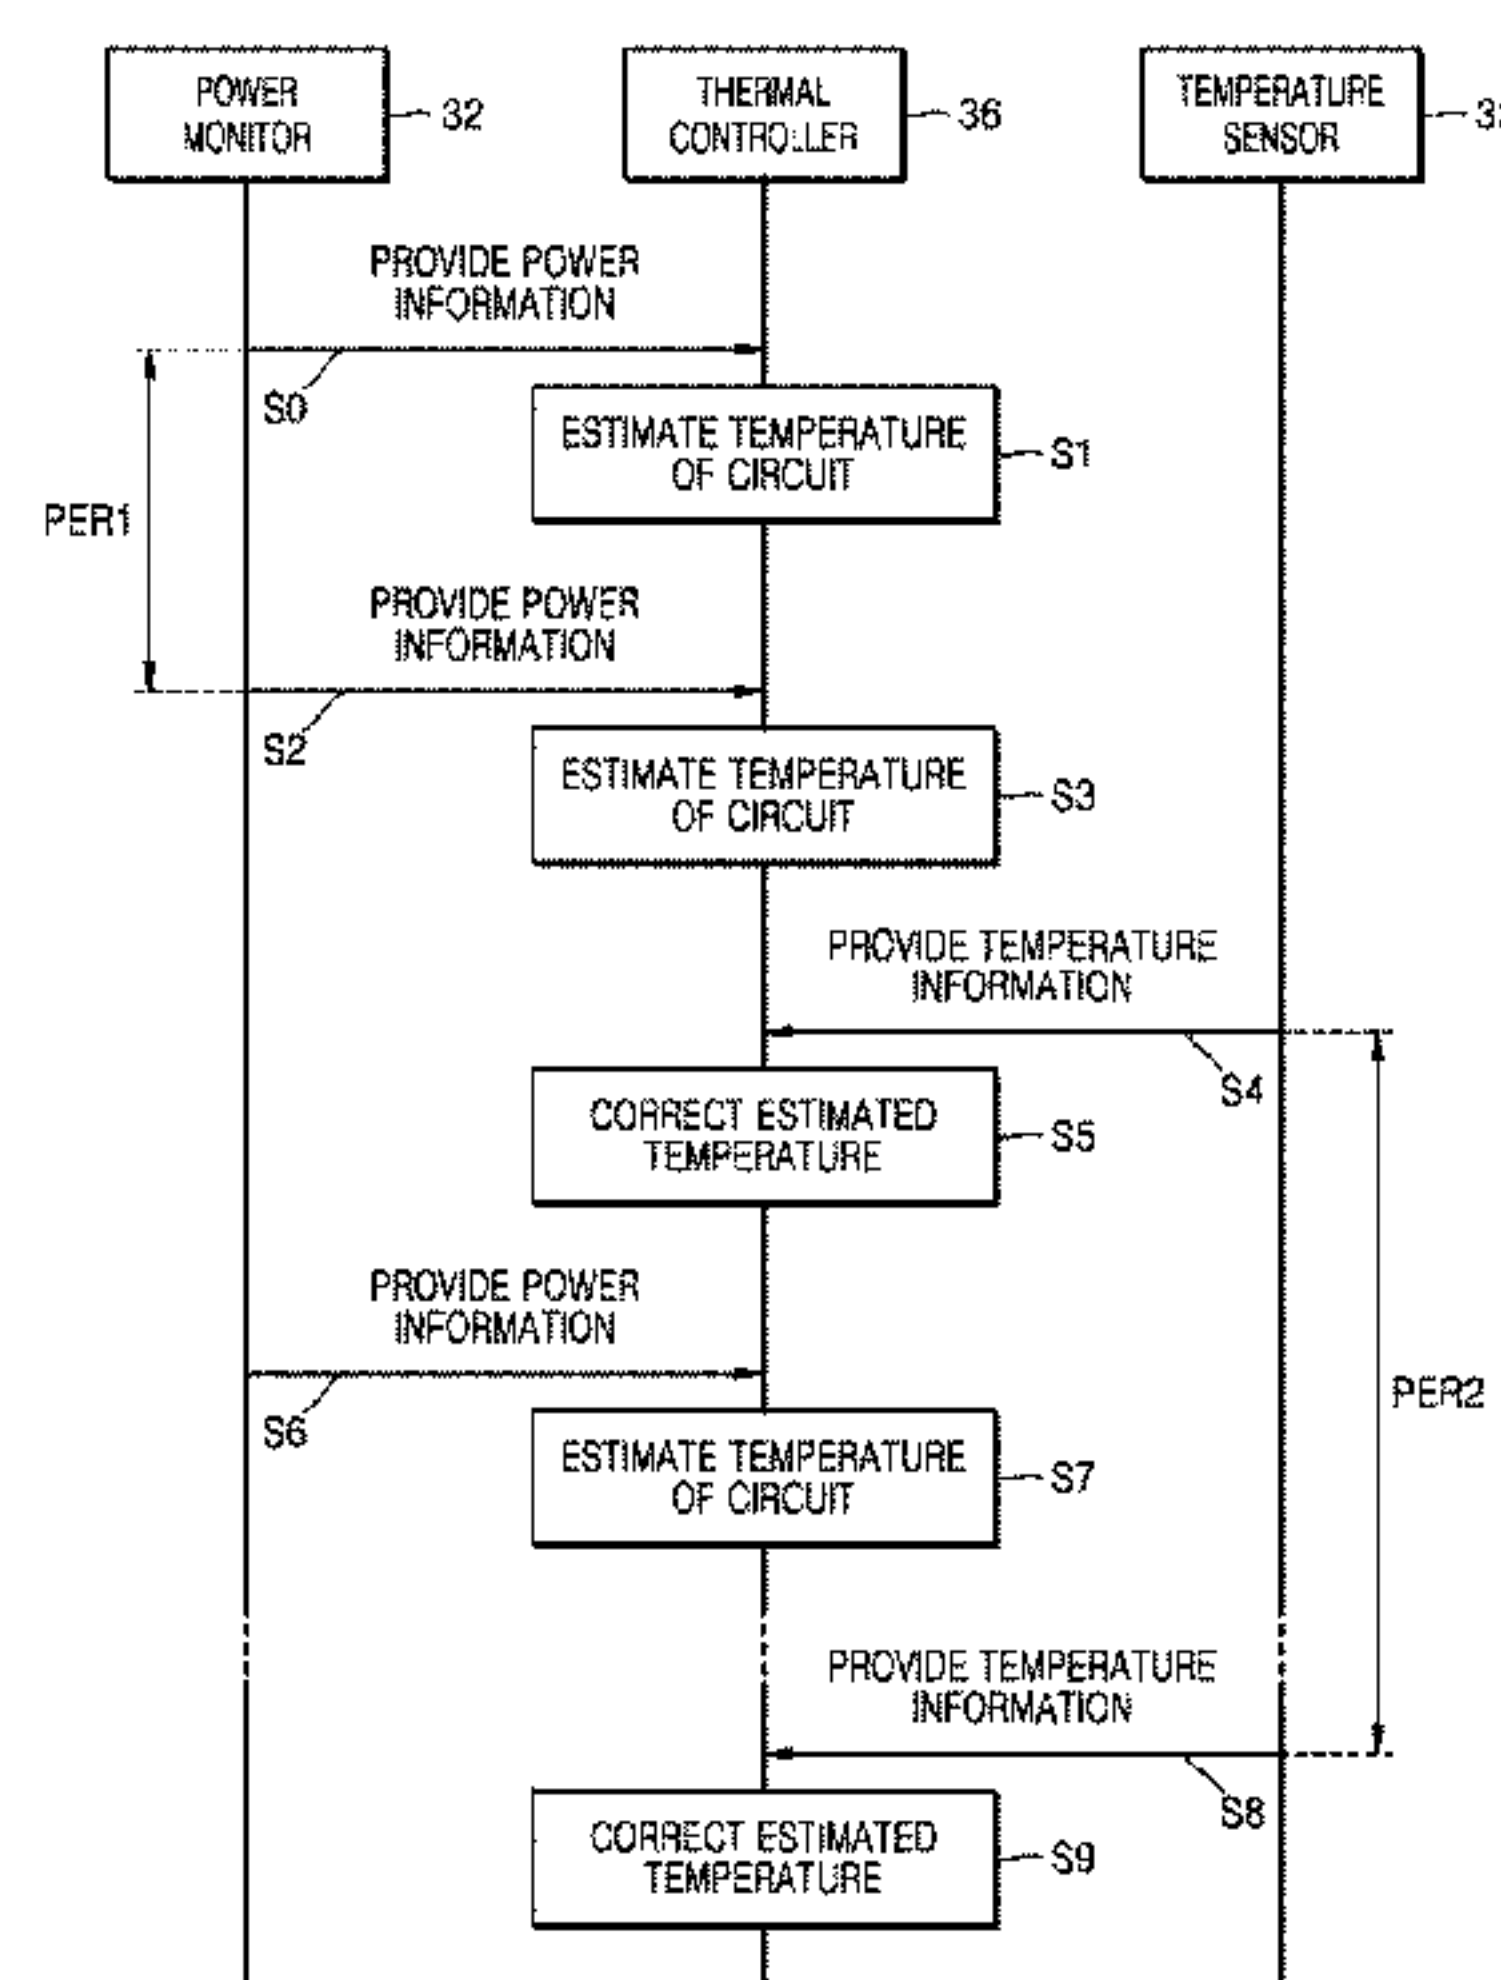 POWER
MONITOR
32
THERMAL
CONTROLLER
36
TEMPERATURE
SENSOR
PROVIDE POWER
INFORMATION
S0
ESTIMATE TEMPERATURE
OF CIRCUIT
S1
PER1
PROVIDE POWER
INFORMATION
S2
ESTIMATE TEMPERATURE
OF CIRCUIT
S3
PROVIDE TEMPERATURE
INFORMATION
S4
CORRECT ESTIMATED
TEMPERATURE
S5
PROVIDE POWER
INFORMATION
S6
PER2
ESTIMATE TEMPERATURE
OF CIRCUIT
S7
PROVIDE TEMPERATURE
INFORMATION
S8
CORRECT ESTIMATED
TEMPERATURE
S9